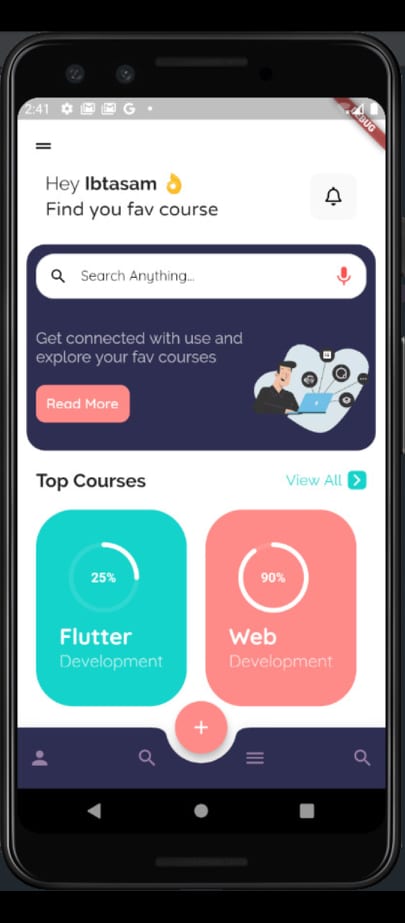 2:41
DEBUG
Hey Ibtasam 👌
Find you fav course
Search Anything...
Get connected with use and
explore your fav courses
Read More
Top Courses
View All
25%
90%
Flutter
Web
Development
Development